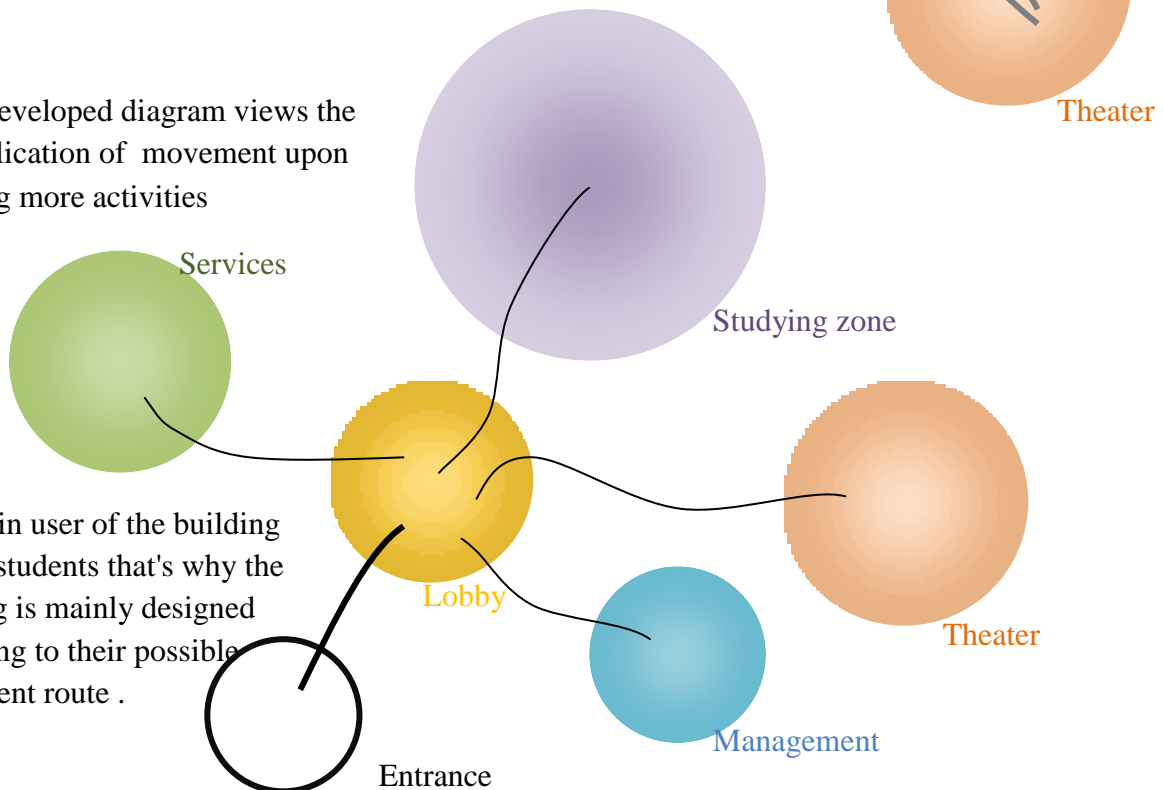 Theater
eveloped diagram views the
lication of  movement upon
g more activities
Services
Studying zone
in user of the building
students that's why the
g is mainly designed
ng to their possible
ent route .
Lobby
Theater
Management
Entrance